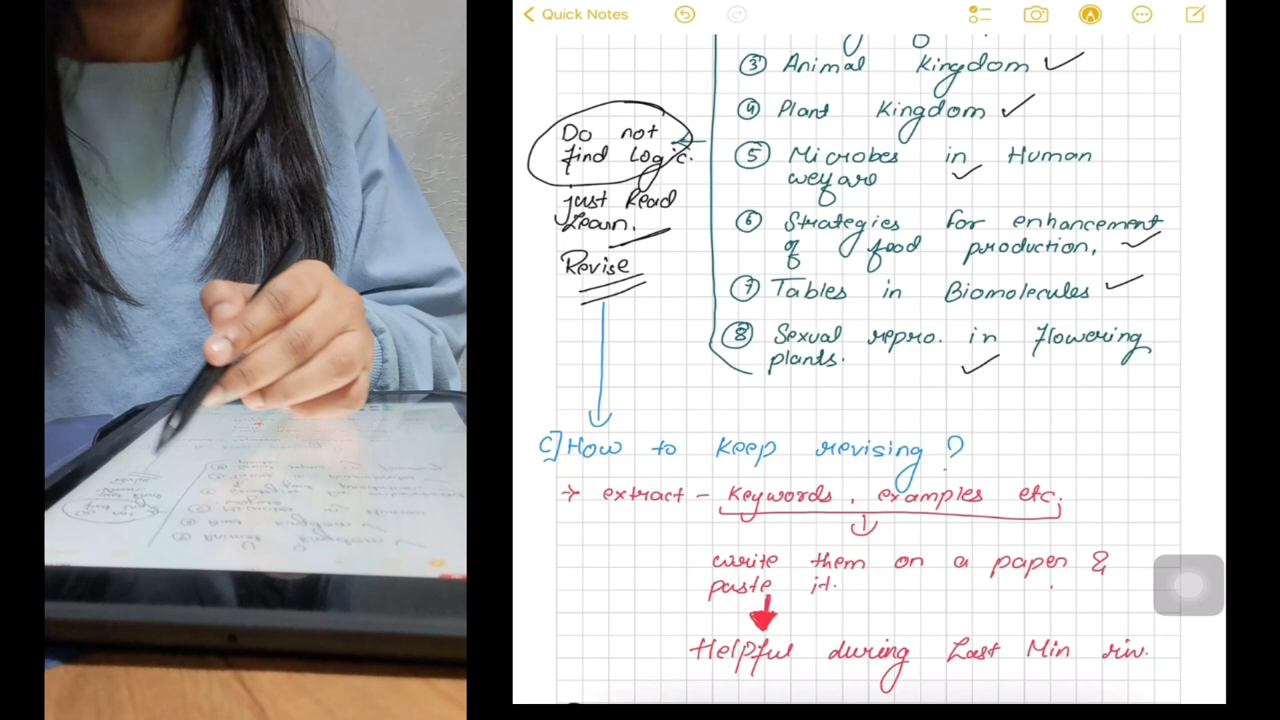 Quick Notes
③ Animal Kingdom
④ Plant Kingdom
Do not
find Logic.
just Read
Learn.
Revise
⑤ Microbes in Human
weyare
⑥ Strategies for enhancement
of food production.
⑦ Tables in Biomolecules
⑧ Sexual repro. in flowering
plants.
C] How to keep revising?
→ extract - Keywords, examples etc.
write them on a paper &
paste it.
Helpful during Last Min riv.